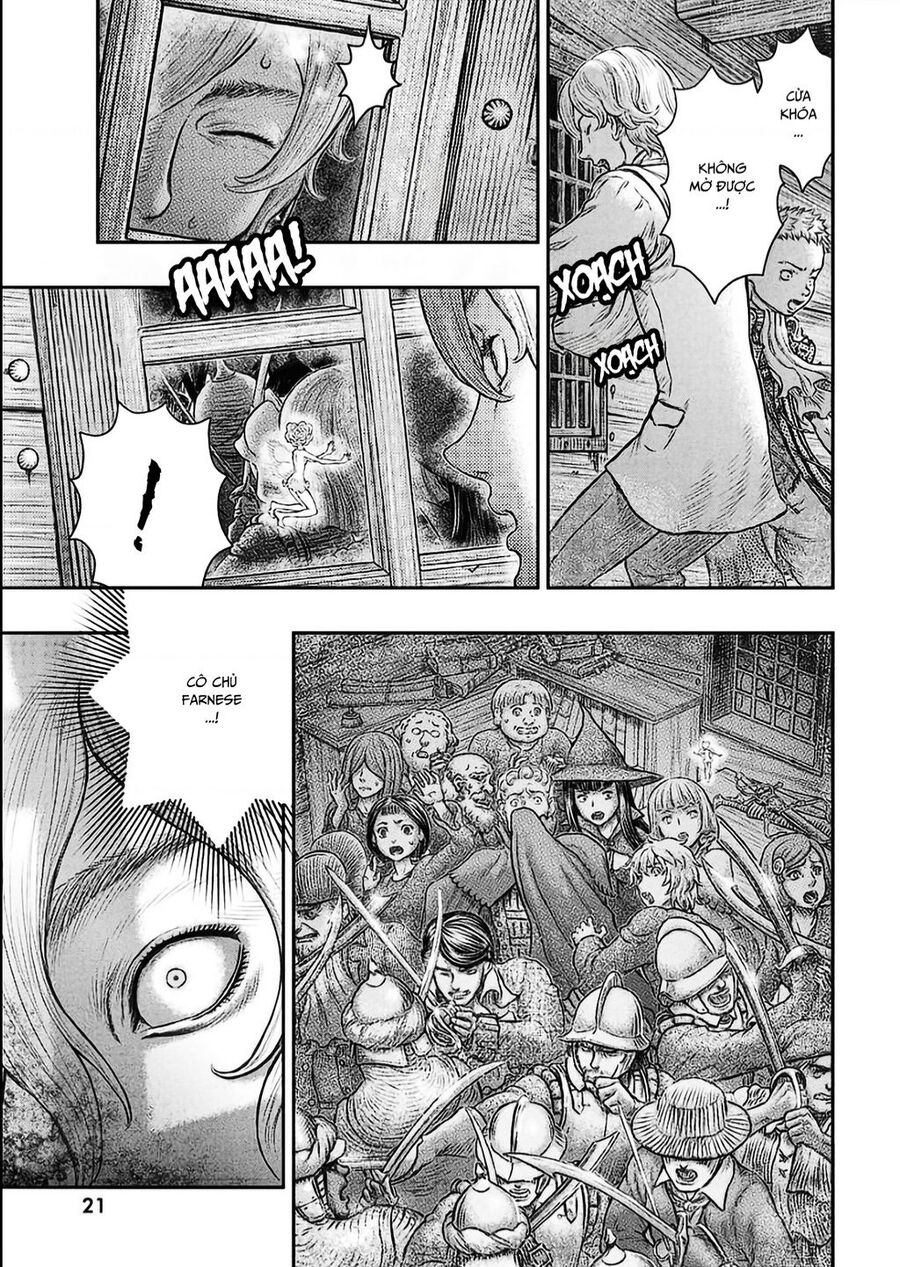 CỬA
KHÓA
...
KHÔNG
MỞ ĐƯỢC
...!
XOẠCH
XOẠCH
AAAAA!
!
CÔ CHỦ
FARNESE
...!
21